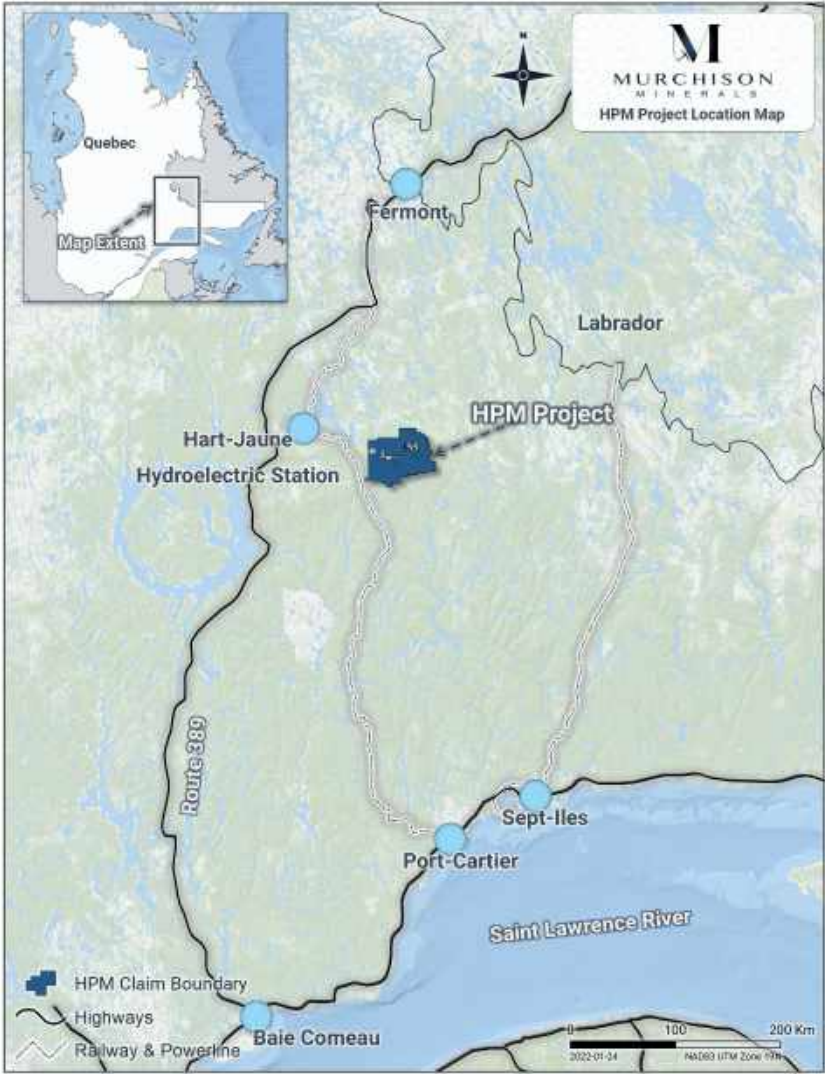 M
MURCHISON
MINERALS
HPM Project Location Map
N
Quebec
Map Extent
Fermont
Labrador
HPM Project
Hart-Jaune
Hydroelectric Station
Route 389
Sept-Iles
Port-Cartier
Saint Lawrence River
Baie Comeau
HPM Claim Boundary
Highways
Railway & Powerline
0 100 200 Km
2022-01-24 NAD83 UTM Zone 19N